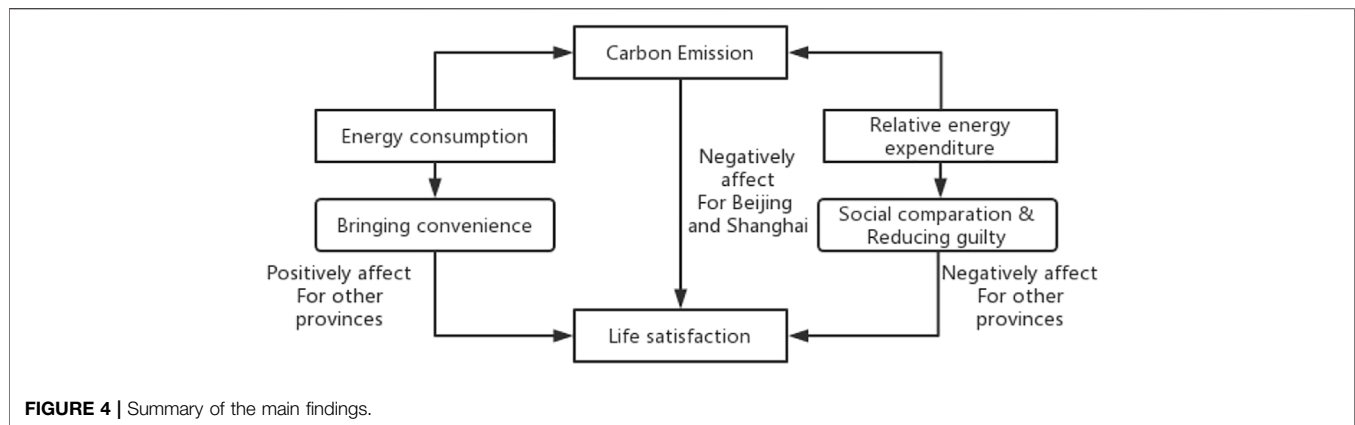 Carbon Emission
Energy consumption
Relative energy
expenditure
Negatively
affect
For Beijing
and Shanghai
Bringing convenience
Social comparation &
Reducing guilty
Positively affect
For other
provinces
Negatively affect
For other
provinces
Life satisfaction
FIGURE 4 | Summary of the main findings.